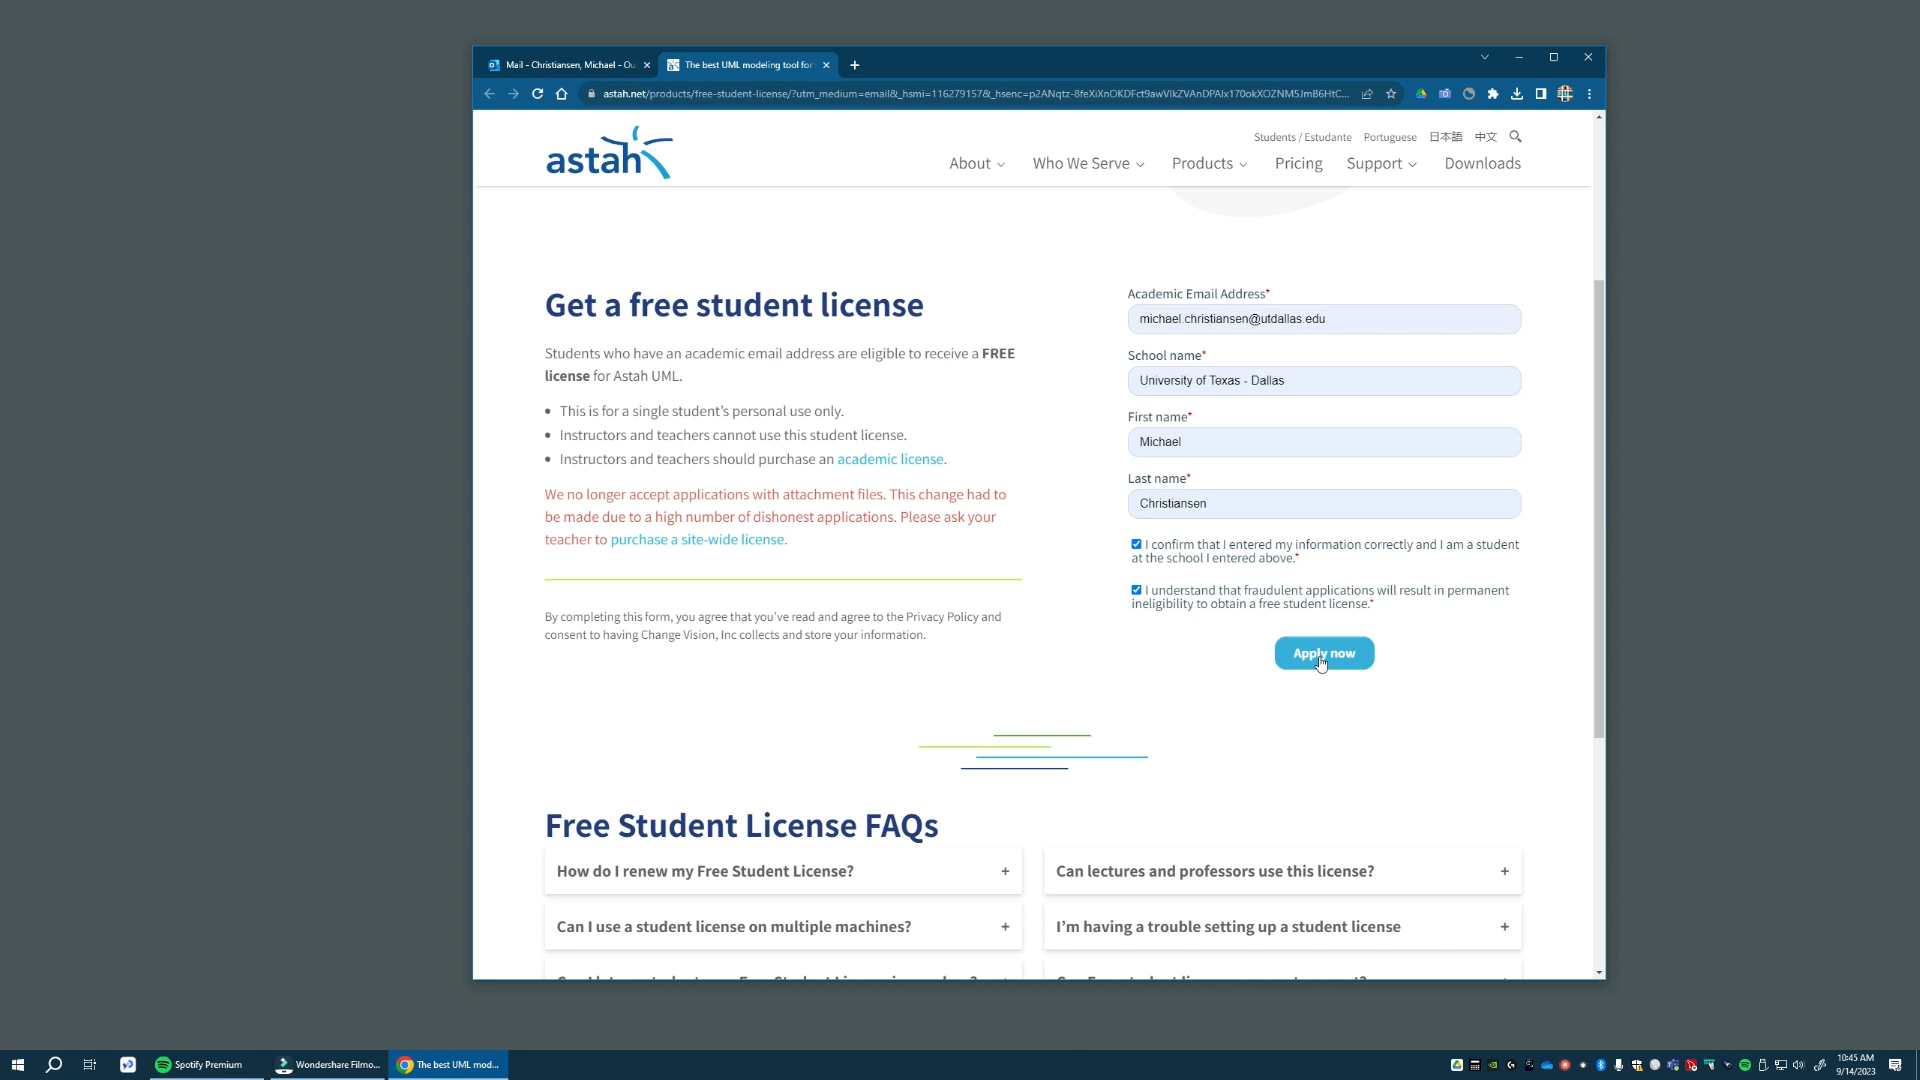 Mail - Christiansen, Michael - Ou
The best UML modeling tool for
astah.net/products/free-student-license/?utm_medium=email&_hsmi=116279157&_hsenc=p2ANqtz-8feXiXnOKDFct9awVlkZVAnDPAlx170okXOZNM5JmB6HtC...
astah
Students / Estudante Portuguese 日本語 中文
About Who We Serve Products Pricing Support Downloads
Get a free student license
Students who have an academic email address are eligible to receive a FREE
license for Astah UML.
• This is for a single student’s personal use only.
• Instructors and teachers cannot use this student license.
• Instructors and teachers should purchase an academic license.
We no longer accept applications with attachment files. This change had to
be made due to a high number of dishonest applications. Please ask your
teacher to purchase a site-wide license.
By completing this form, you agree that you’ve read and agree to the Privacy Policy and
consent to having Change Vision, Inc collects and store your information.
Academic Email Address*
michael.christiansen@utdallas.edu
School name*
University of Texas - Dallas
First name*
Michael
Last name*
Christiansen
I confirm that I entered my information correctly and I am a student
at the school I entered above.*
I understand that fraudulent applications will result in permanent
ineligibility to obtain a free student license.*
Apply now
Free Student License FAQs
How do I renew my Free Student License? +
Can lectures and professors use this license? +
Can I use a student license on multiple machines? +
I’m having a trouble setting up a student license +
Spotify Premium
Wondershare Filmo...
The best UML mod...
10:45 AM
9/14/2023